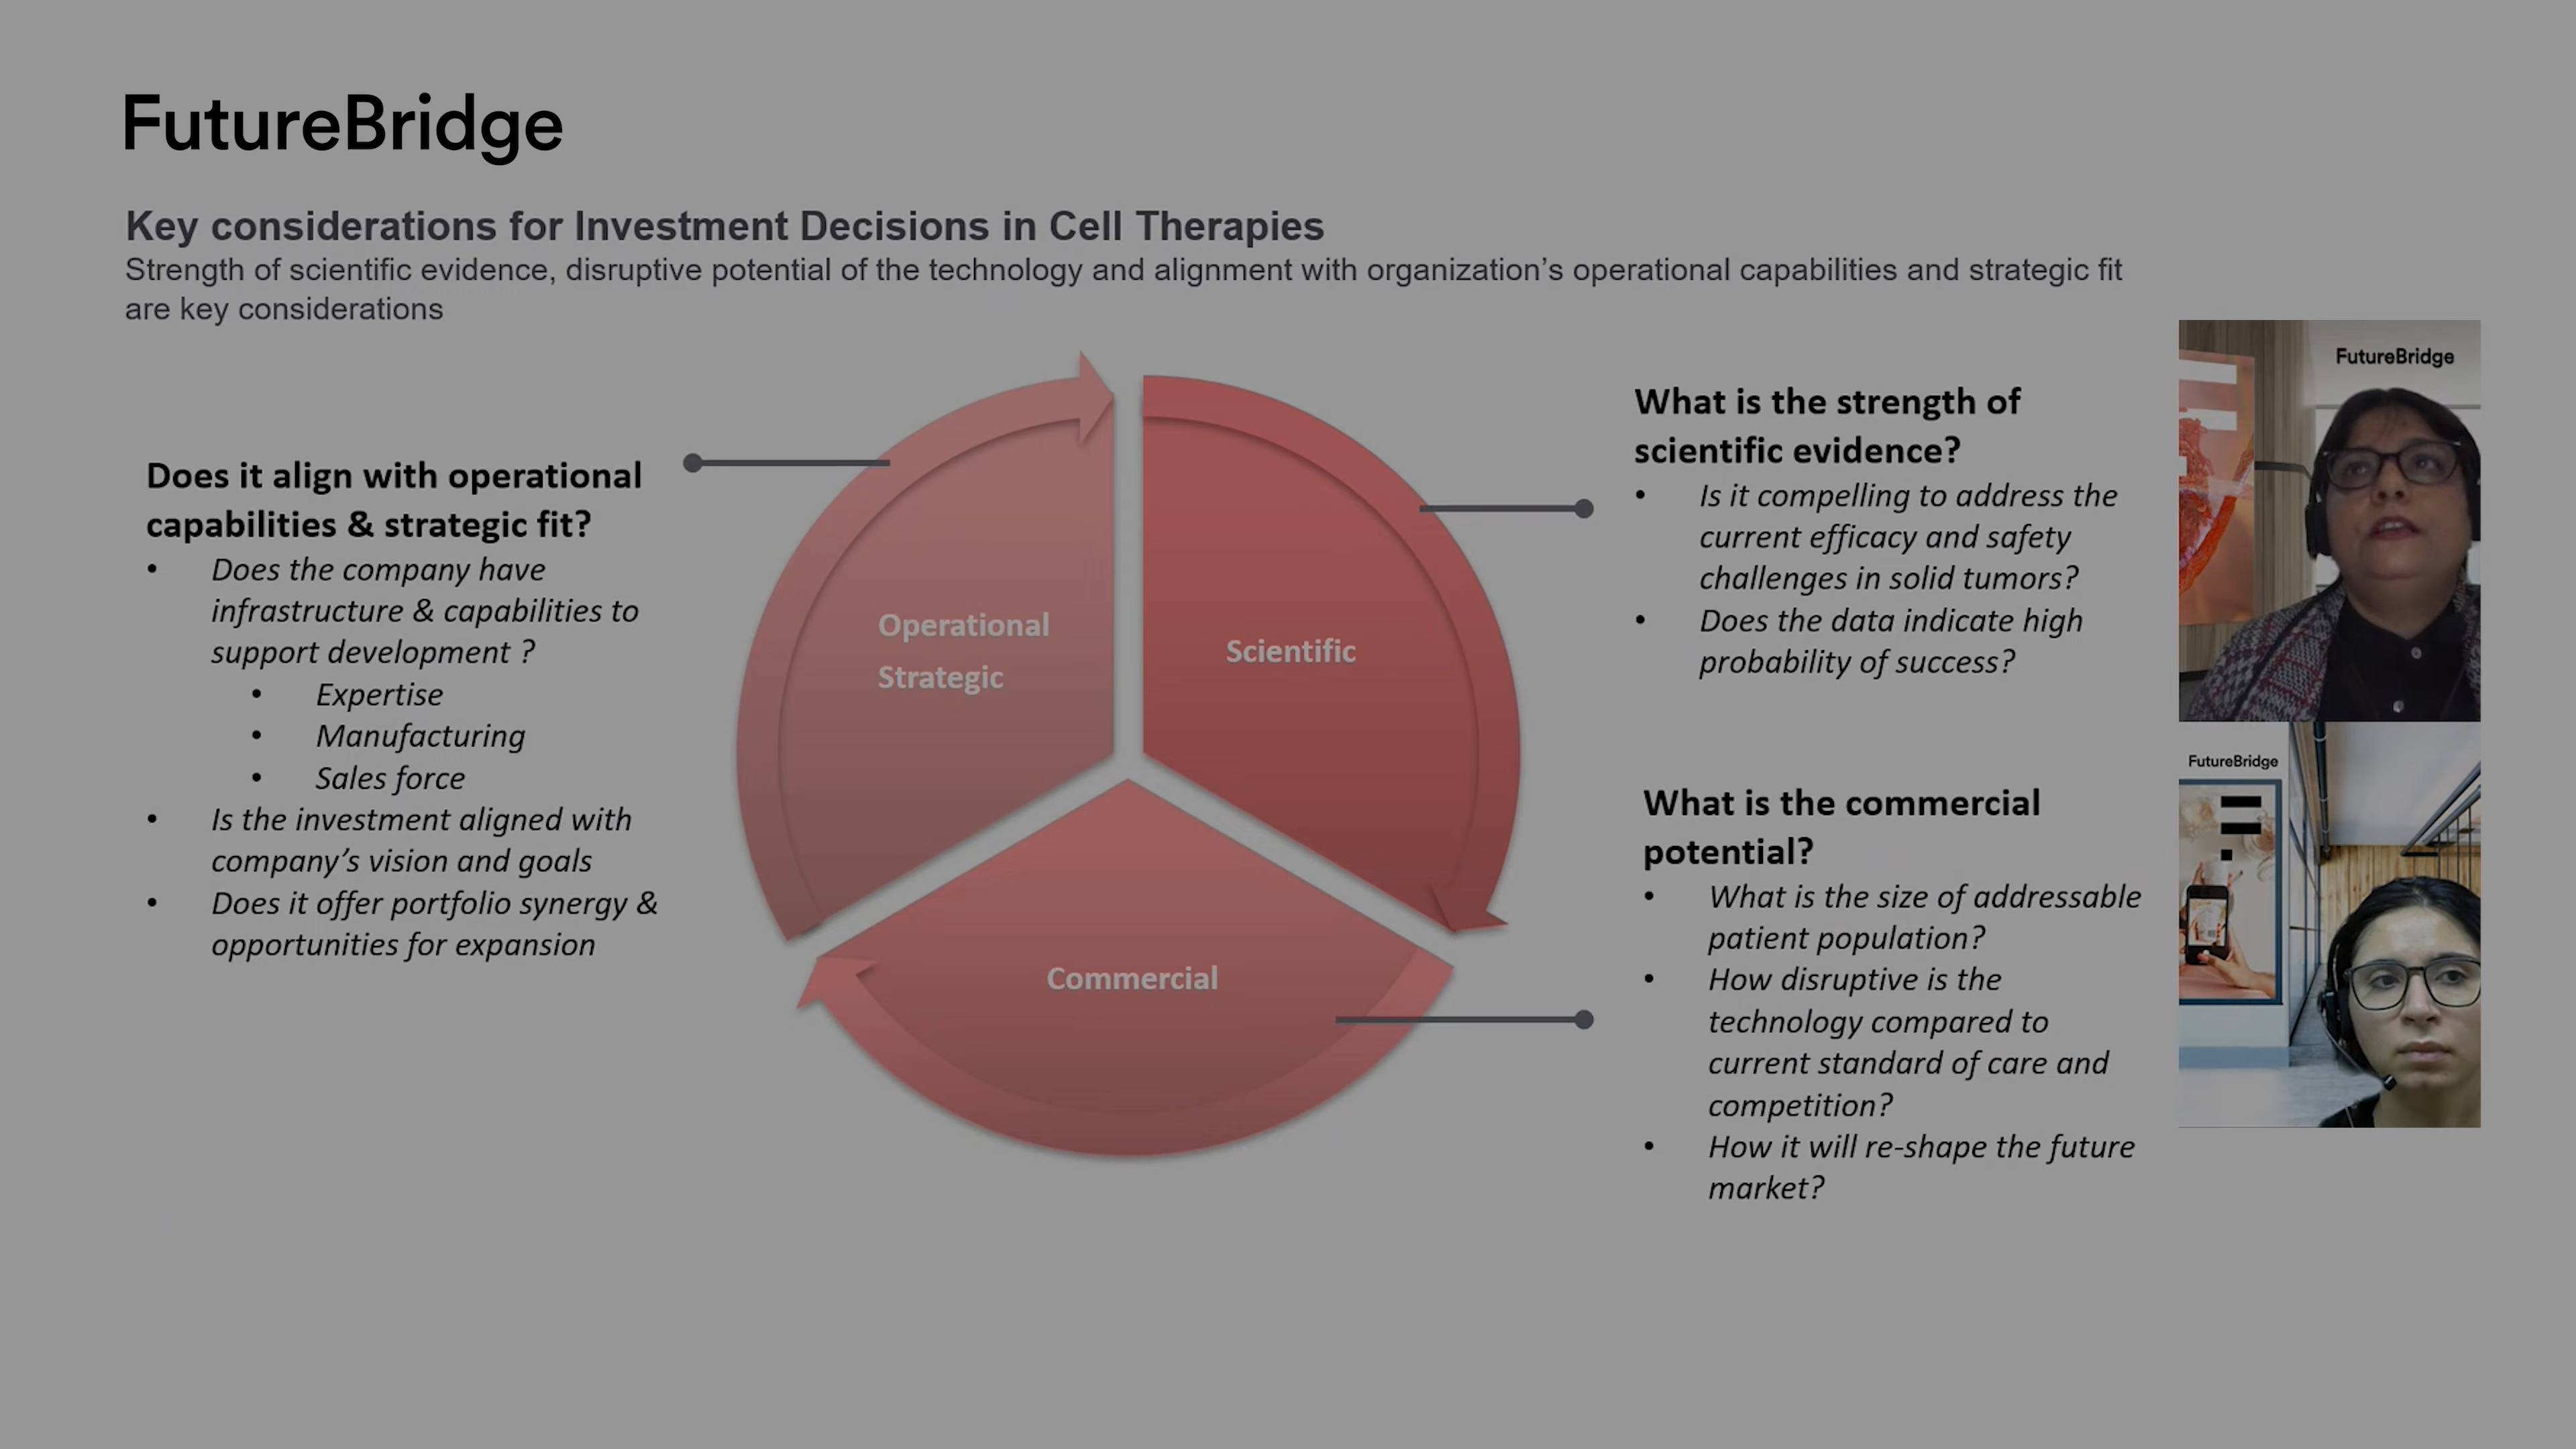 FutureBridge
Key considerations for Investment Decisions in Cell Therapies
Strength of scientific evidence, disruptive potential of the technology and alignment with organization’s operational capabilities and strategic fit
are key considerations
Does it align with operational
capabilities & strategic fit?
• Does the company have
infrastructure & capabilities to
support development ?
• Expertise
• Manufacturing
• Sales force
• Is the investment aligned with
company’s vision and goals
• Does it offer portfolio synergy &
opportunities for expansion
Operational
Strategic
Scientific
Commercial
What is the strength of
scientific evidence?
• Is it compelling to address the
current efficacy and safety
challenges in solid tumors?
• Does the data indicate high
probability of success?
What is the commercial
potential?
• What is the size of addressable
patient population?
• How disruptive is the
technology compared to
current standard of care and
competition?
• How it will re-shape the future
market?
FutureBridge
FutureBridge